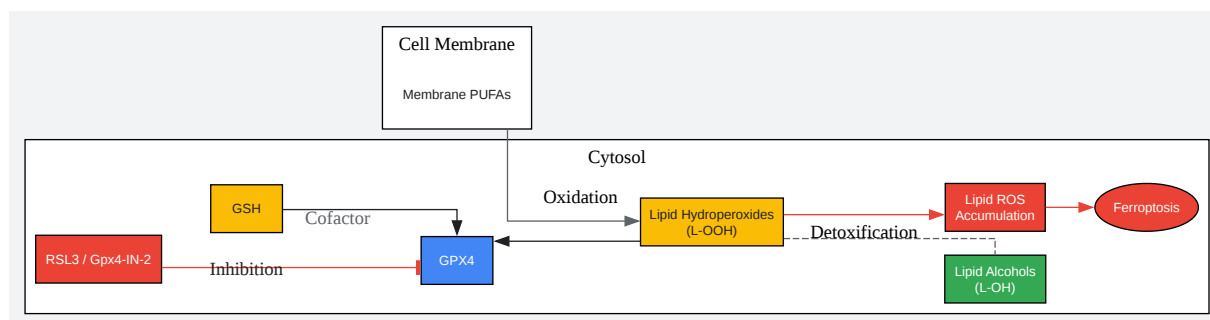 Cell Membrane
Membrane PUFAs
Cytosol
GSH
Cofactor
Oxidation
Lipid Hydroperoxides
(L-OOH)
Lipid ROS
Accumulation
Ferroptosis
RSL3 / Gpx4-IN-2
Inhibition
GPX4
Detoxification
Lipid Alcohols
(L-OH)